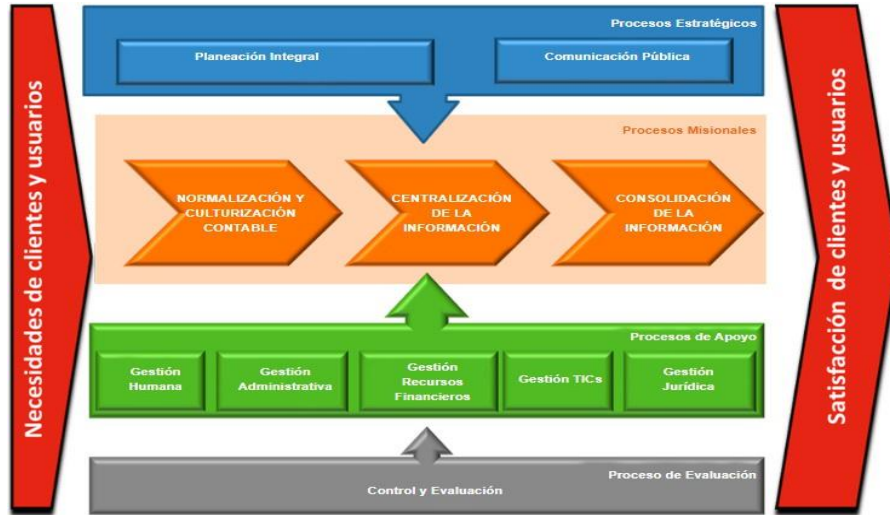 Necesidades de clientes y usuarios
Procesos Estratégicos
Planeación Integral
Comunicación Pública
Procesos Misionales
NORMALIZACIÓN Y
CULTURIZACIÓN
CONTABLE
CENTRALIZACIÓN
DE LA
INFORMACIÓN
CONSOLIDACIÓN
DE LA
INFORMACIÓN
Procesos de Apoyo
Gestión
Humana
Gestión
Administrativa
Gestión
Recursos
Financieros
Gestión TICs
Gestión
Jurídica
Proceso de Evaluación
Control y Evaluación
Satisfacción de clientes y usuarios